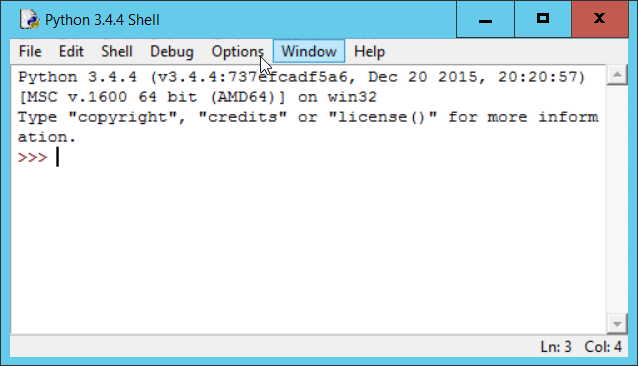 Python 3.4.4 Shell
File Edit Shell Debug Options Window Help
Python 3.4.4 (v3.4.4:737efcadf5a6, Dec 20 2015, 20:20:57)
[MSC v.1600 64 bit (AMD64)] on win32
Type "copyright", "credits" or "license()" for more inform
ation.
>>>
Ln: 3 Col: 4